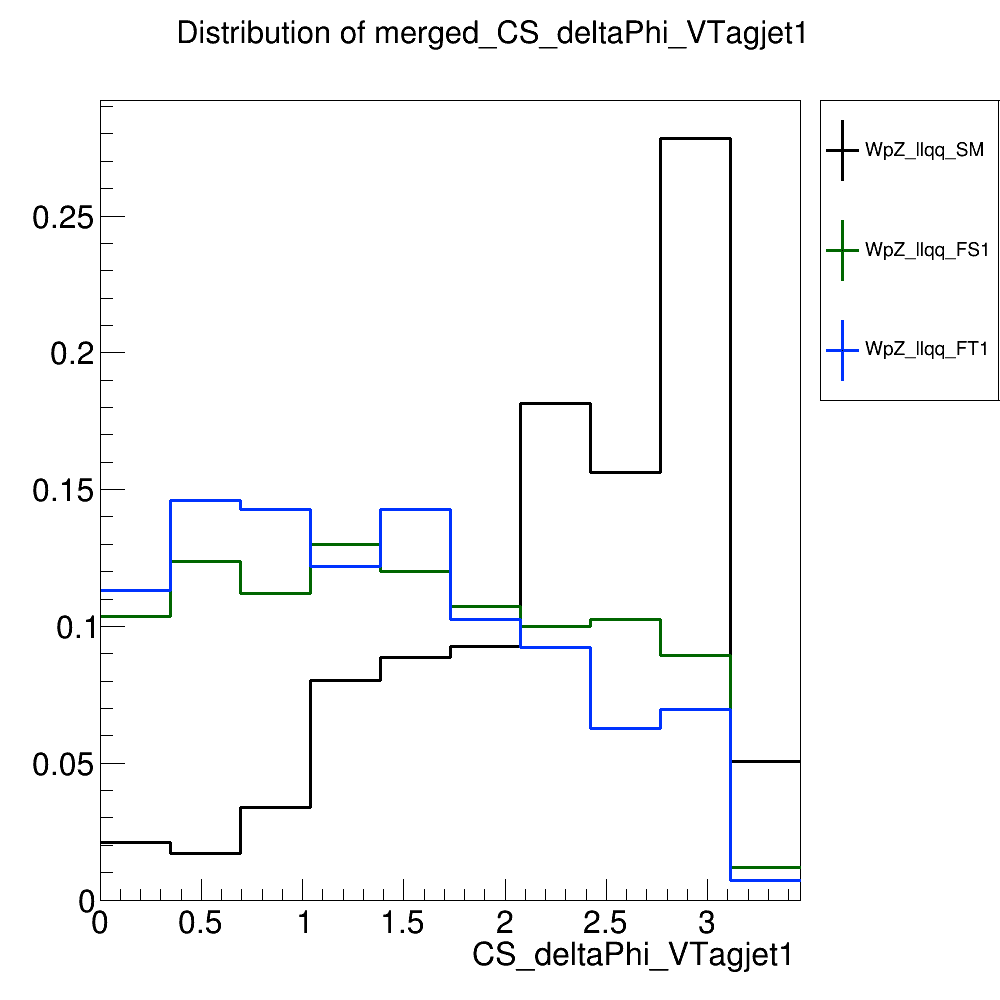 Distribution of merged_CS_deltaPhi_VTagjet1
WpZ_llqq_SM
WpZ_llqq_FS1
WpZ_llqq_FT1
0.25
0.2
0.15
0.1
0.05
0
0 0.5 1 1.5 2 2.5 3
CS_deltaPhi_VTagjet1